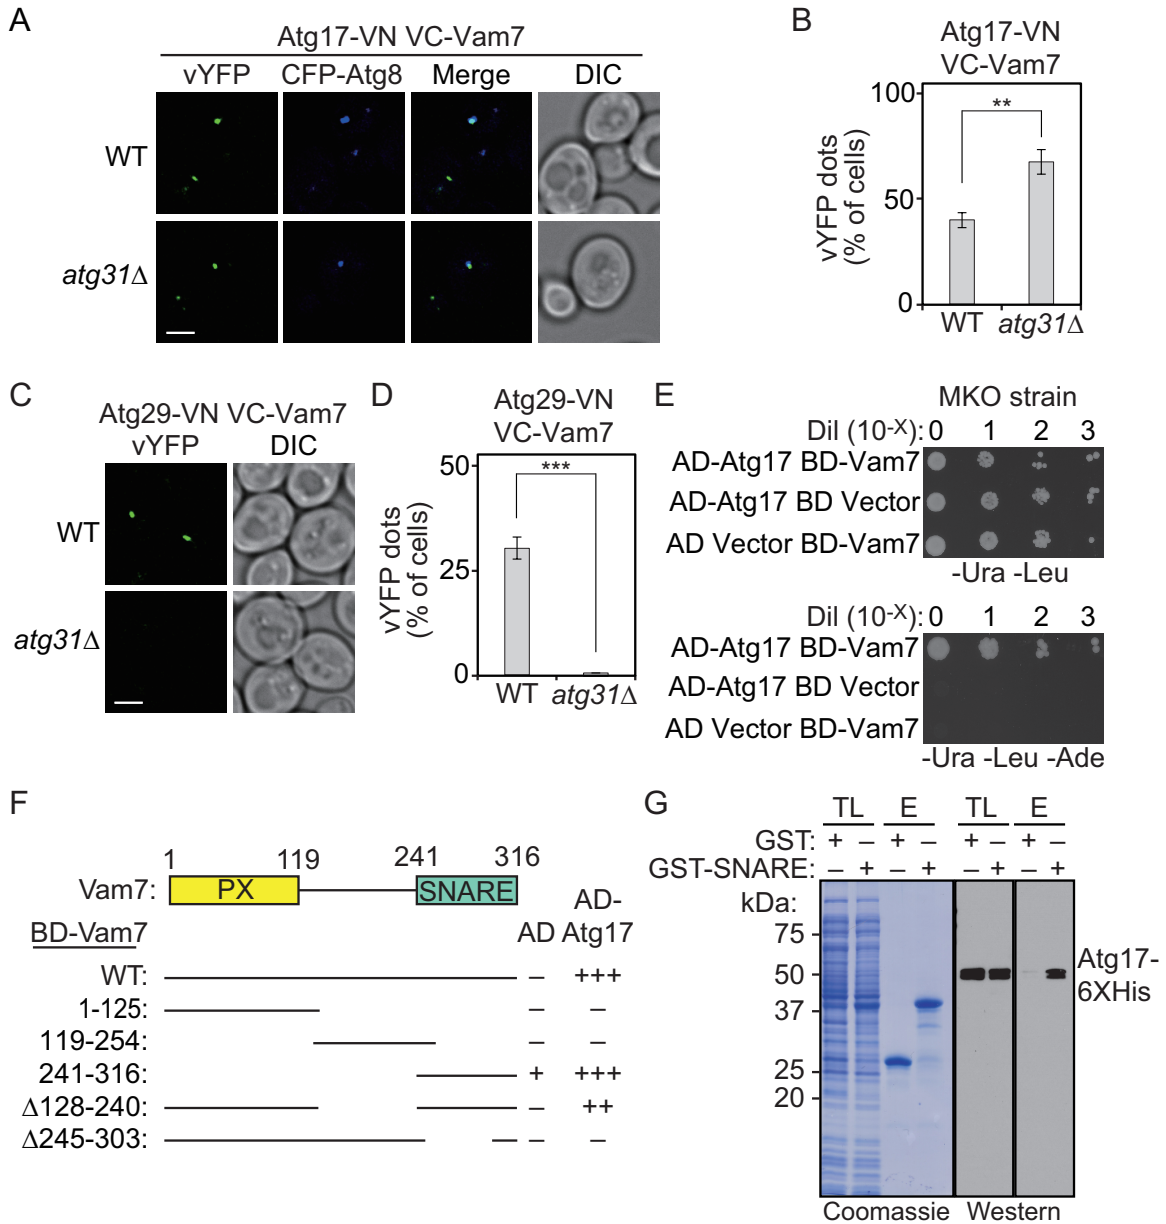 A
Atg17-VN VC-Vam7
vYFP CFP-Atg8 Merge DIC
WT
atg31Δ
B
Atg17-VN
VC-Vam7
vYFP dots
(% of cells)
100
**
50
0
WT atg31Δ
C
Atg29-VN VC-Vam7
vYFP DIC
WT
atg31Δ
D
Atg29-VN
VC-Vam7
vYFP dots
(% of cells)
50
***
25
0
WT atg31Δ
E
MKO strain
Dil (10-X): 0 1 2 3
AD-Atg17 BD-Vam7
AD-Atg17 BD Vector
AD Vector BD-Vam7
-Ura -Leu
Dil (10-X): 0 1 2 3
AD-Atg17 BD-Vam7
AD-Atg17 BD Vector
AD Vector BD-Vam7
-Ura -Leu -Ade
F
1 119 241 316
Vam7: PX SNARE
AD-
BD-Vam7 AD Atg17
WT: – +++
1-125: – –
119-254: – –
241-316: + +++
Δ128-240: – ++
Δ245-303: – –
G
TL E TL E
GST: + – + – + – + –
GST-SNARE: – + – + – + – +
kDa:
75
50
37
25
20
Atg17-
6XHis
Coomassie Western